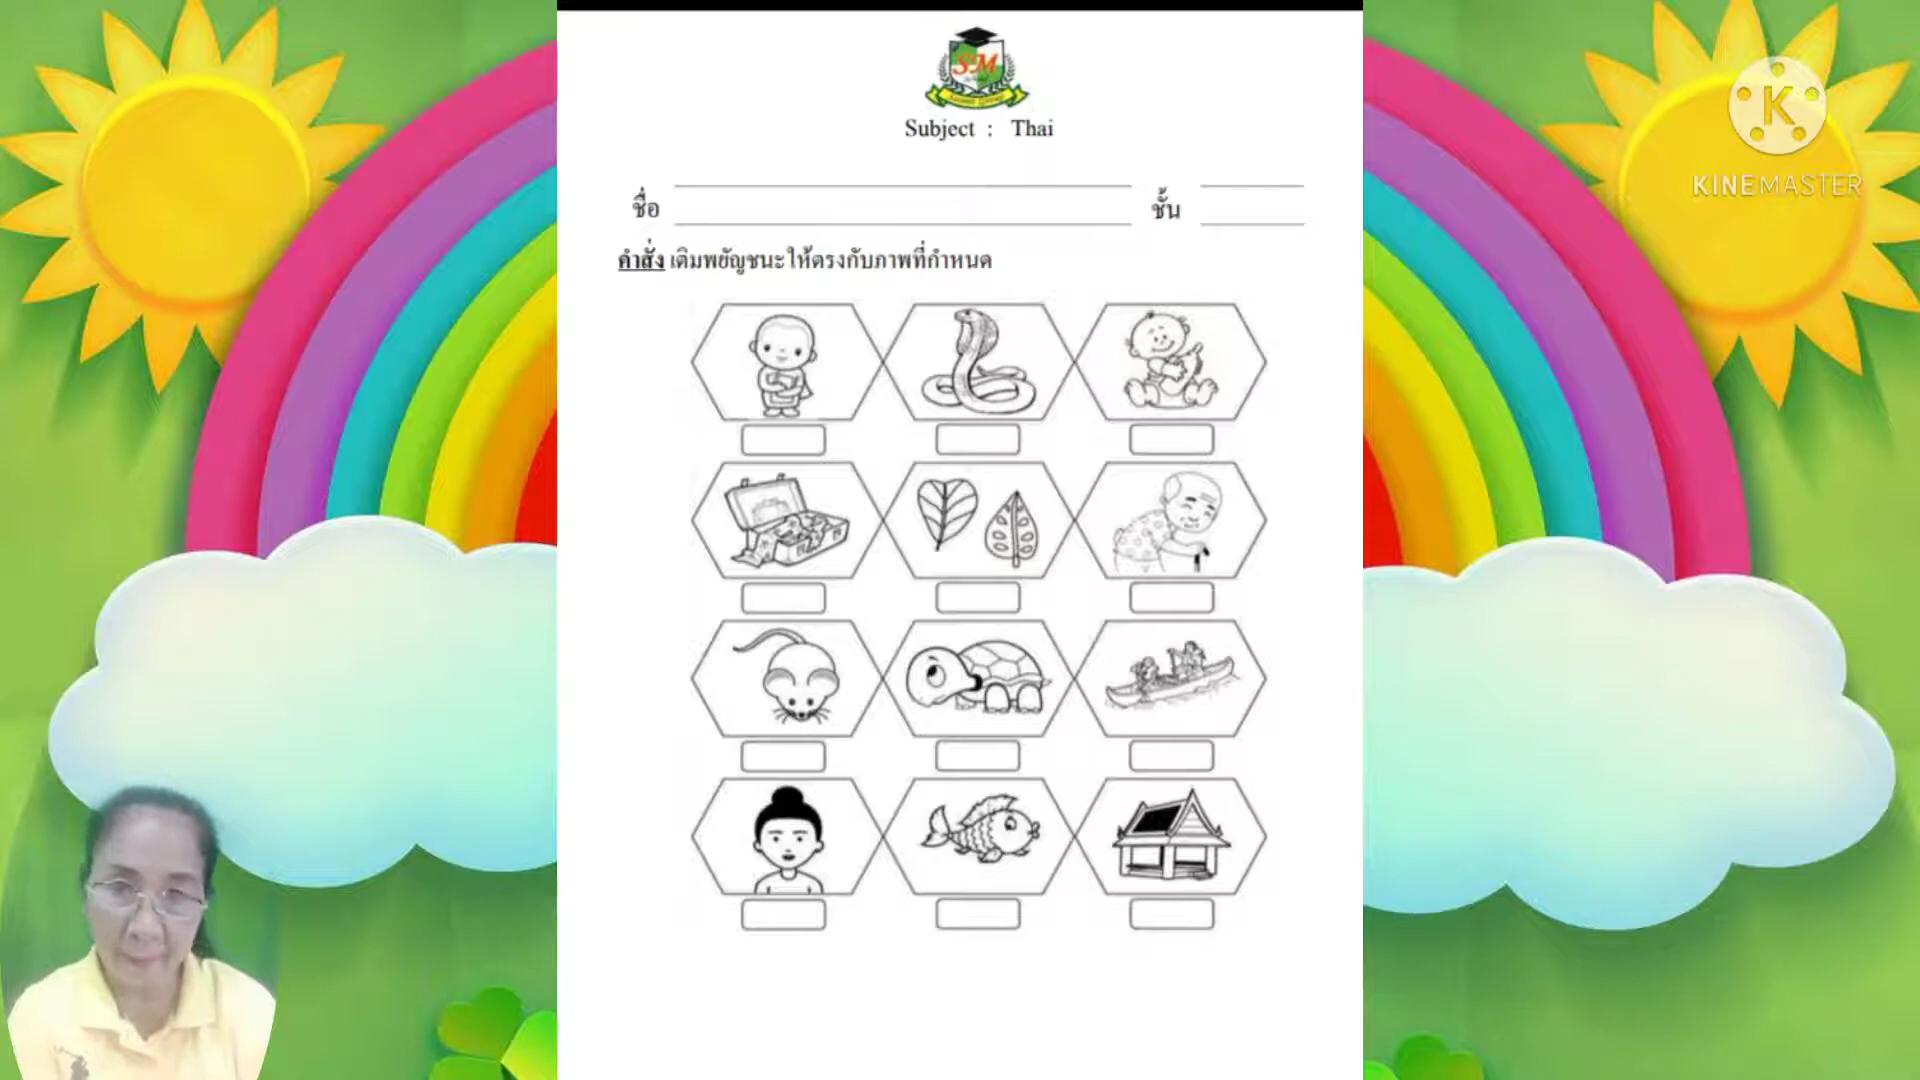 SM
Subject : Thai
ชื่อ ชั้น
คำสั่ง เติมพยัญชนะให้ตรงกับภาพที่กำหนด
K
KINEMASTER